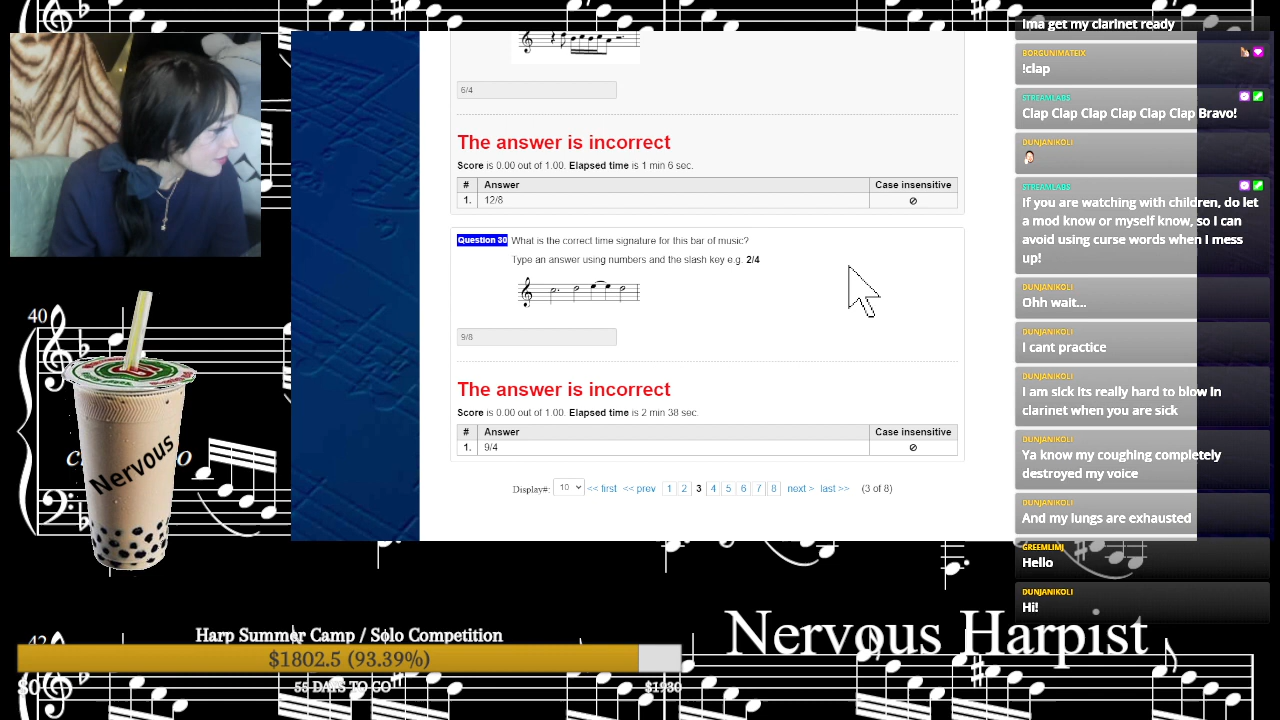 40
Nervous
6/4
The answer is incorrect
Score is 0.00 out of 1.00. Elapsed time is 1 min 6 sec.
# Answer Case insensitive
1. 12/8
Question 30 What is the correct time signature for this bar of music?
Type an answer using numbers and the slash key e.g. 2/4
9/8
The answer is incorrect
Score is 0.00 out of 1.00. Elapsed time is 2 min 38 sec.
# Answer Case insensitive
1. 9/4
Display#: 10 << first << prev 1 2 3 4 5 6 7 8 next > last >> (3 of 8)
Ima get my clarinet ready
BORGUNIMATEIX
!clap
STREAMLABS
Clap Clap Clap Clap Clap Clap Bravo!
DUNJANIKOLI
STREAMLABS
If you are watching with children, do let
a mod know or myself know, so I can
avoid using curse words when I mess
up!
DUNJANIKOLI
Ohh wait...
DUNJANIKOLI
I cant practice
DUNJANIKOLI
I am sick its really hard to blow in
clarinet when you are sick
DUNJANIKOLI
Ya know my coughing completely
destroyed my voice
DUNJANIKOLI
And my lungs are exhausted
GREEMLIMJ
Hello
DUNJANIKOLI
Hi!
42
Harp Summer Camp / Solo Competition
$1802.5 (93.39%)
$0 55 DAYS TO GO $1930
Nervous Harpist